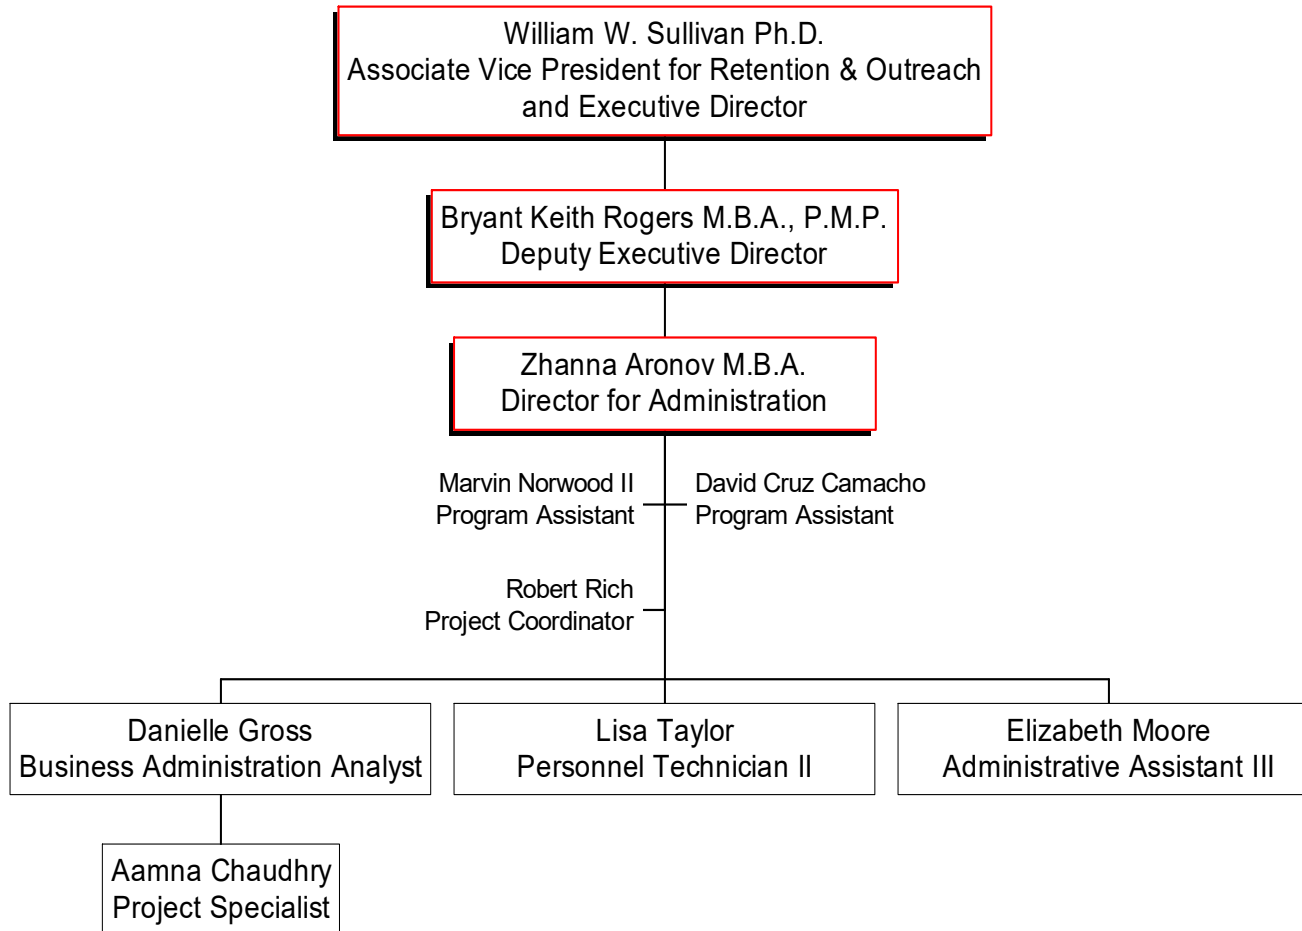 William W. Sullivan Ph.D.
Associate Vice President for Retention & Outreach
and Executive Director
Bryant Keith Rogers M.B.A., P.M.P.
Deputy Executive Director
Zhanna Aronov M.B.A.
Director for Administration
Marvin Norwood II
Program Assistant
David Cruz Camacho
Program Assistant
Robert Rich
Project Coordinator
Danielle Gross
Business Administration Analyst
Lisa Taylor
Personnel Technician II
Elizabeth Moore
Administrative Assistant III
Aamna Chaudhry
Project Specialist